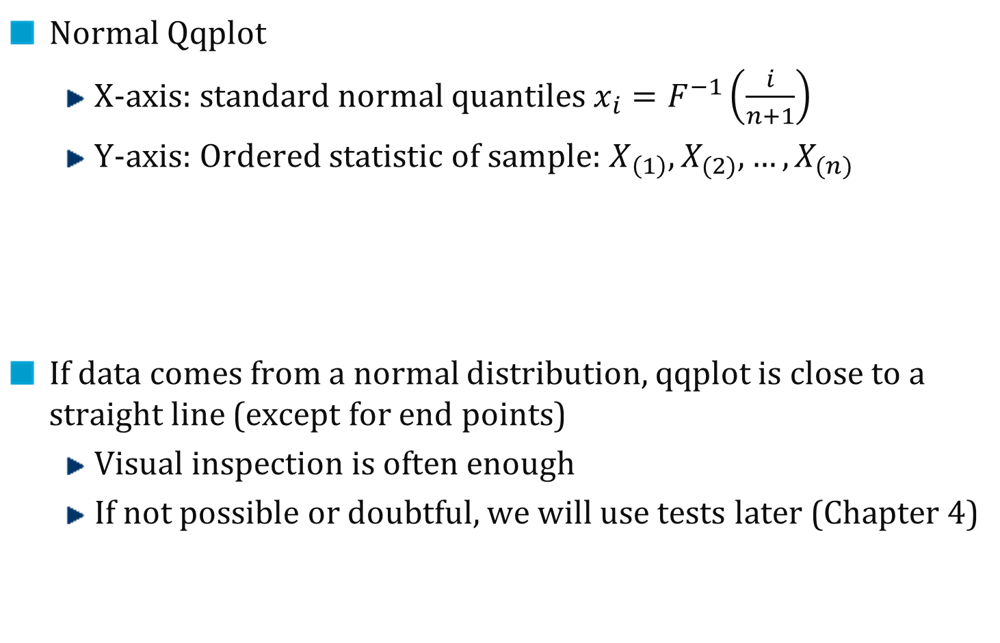 Normal Qqplot
X-axis: standard normal quantiles $x_i = F^{-1}\left(\frac{i}{n+1}\right)$
Y-axis: Ordered statistic of sample: $X_{(1)}, X_{(2)}, \ldots, X_{(n)}$
If data comes from a normal distribution, qqplot is close to a
straight line (except for end points)
Visual inspection is often enough
If not possible or doubtful, we will use tests later (Chapter 4)